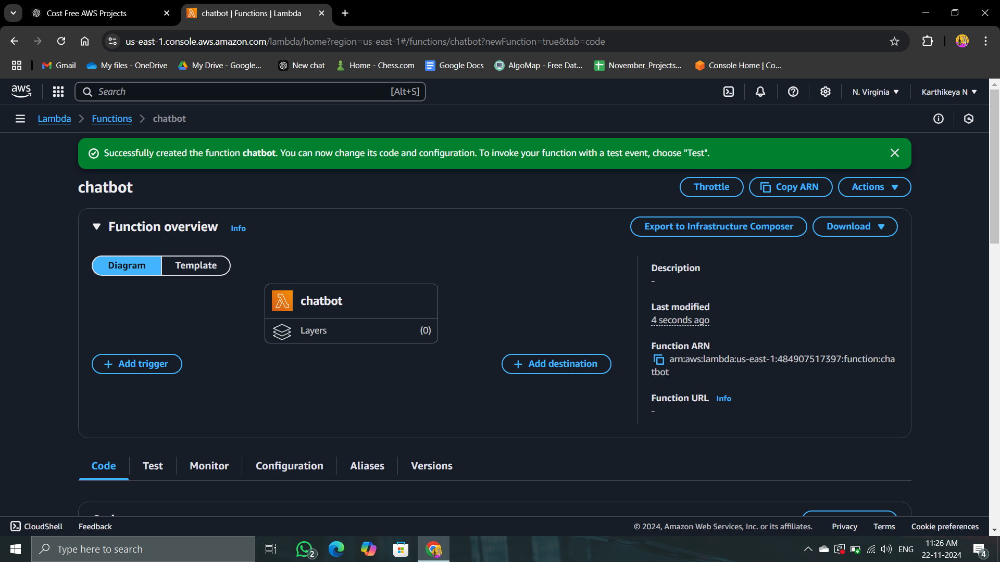 Cost Free AWS Projects
chatbot | Functions | Lambda
us-east-1.console.aws.amazon.com/lambda/home?region=us-east-1#/functions/chatbot?newFunction=true&tab=code
Gmail
My files - OneDrive
My Drive - Google...
New chat
Home - Chess.com
Google Docs
AlgoMap - Free Dat...
November_Projects...
Console Home | Co...
aws
Search
[Alt+S]
N. Virginia
Karthikeya N
Lambda
Functions
chatbot
Successfully created the function chatbot. You can now change its code and configuration. To invoke your function with a test event, choose "Test".
chatbot
Throttle
Copy ARN
Actions
Function overview
Info
Export to Infrastructure Composer
Download
Diagram
Template
chatbot
Layers
(0)
+ Add trigger
+ Add destination
Description
-
Last modified
4 seconds ago
Function ARN
arn:aws:lambda:us-east-1:484907517397:function:cha
tbot
Function URL
Info
-
Code
Test
Monitor
Configuration
Aliases
Versions
CloudShell
Feedback
© 2024, Amazon Web Services, Inc. or its affiliates.
Privacy
Terms
Cookie preferences
Type here to search
2
ENG
11:26 AM
22-11-2024
4